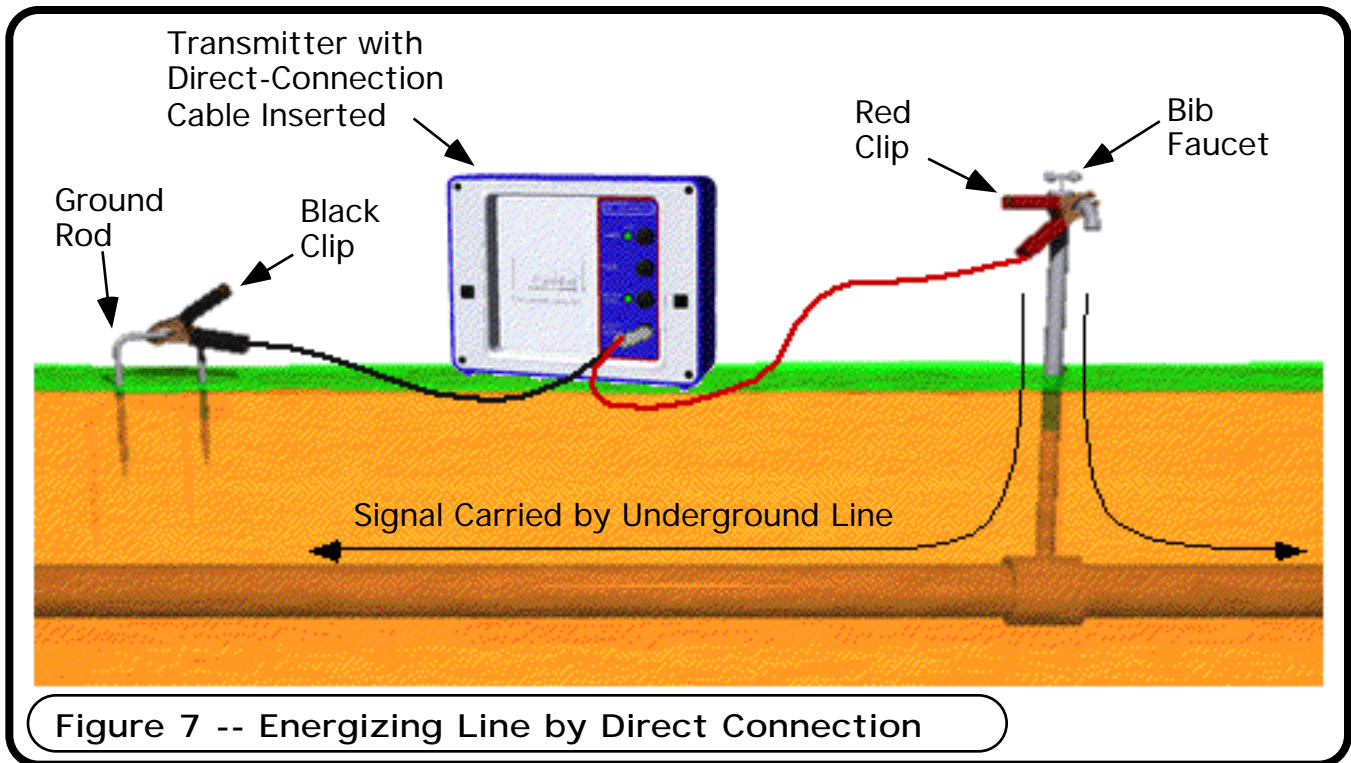 Transmitter with
Direct-Connection
Cable Inserted
Red
Clip
Bib
Faucet
Ground
Rod
Black
Clip
Signal Carried by Underground Line
Figure 7 -- Energizing Line by Direct Connection